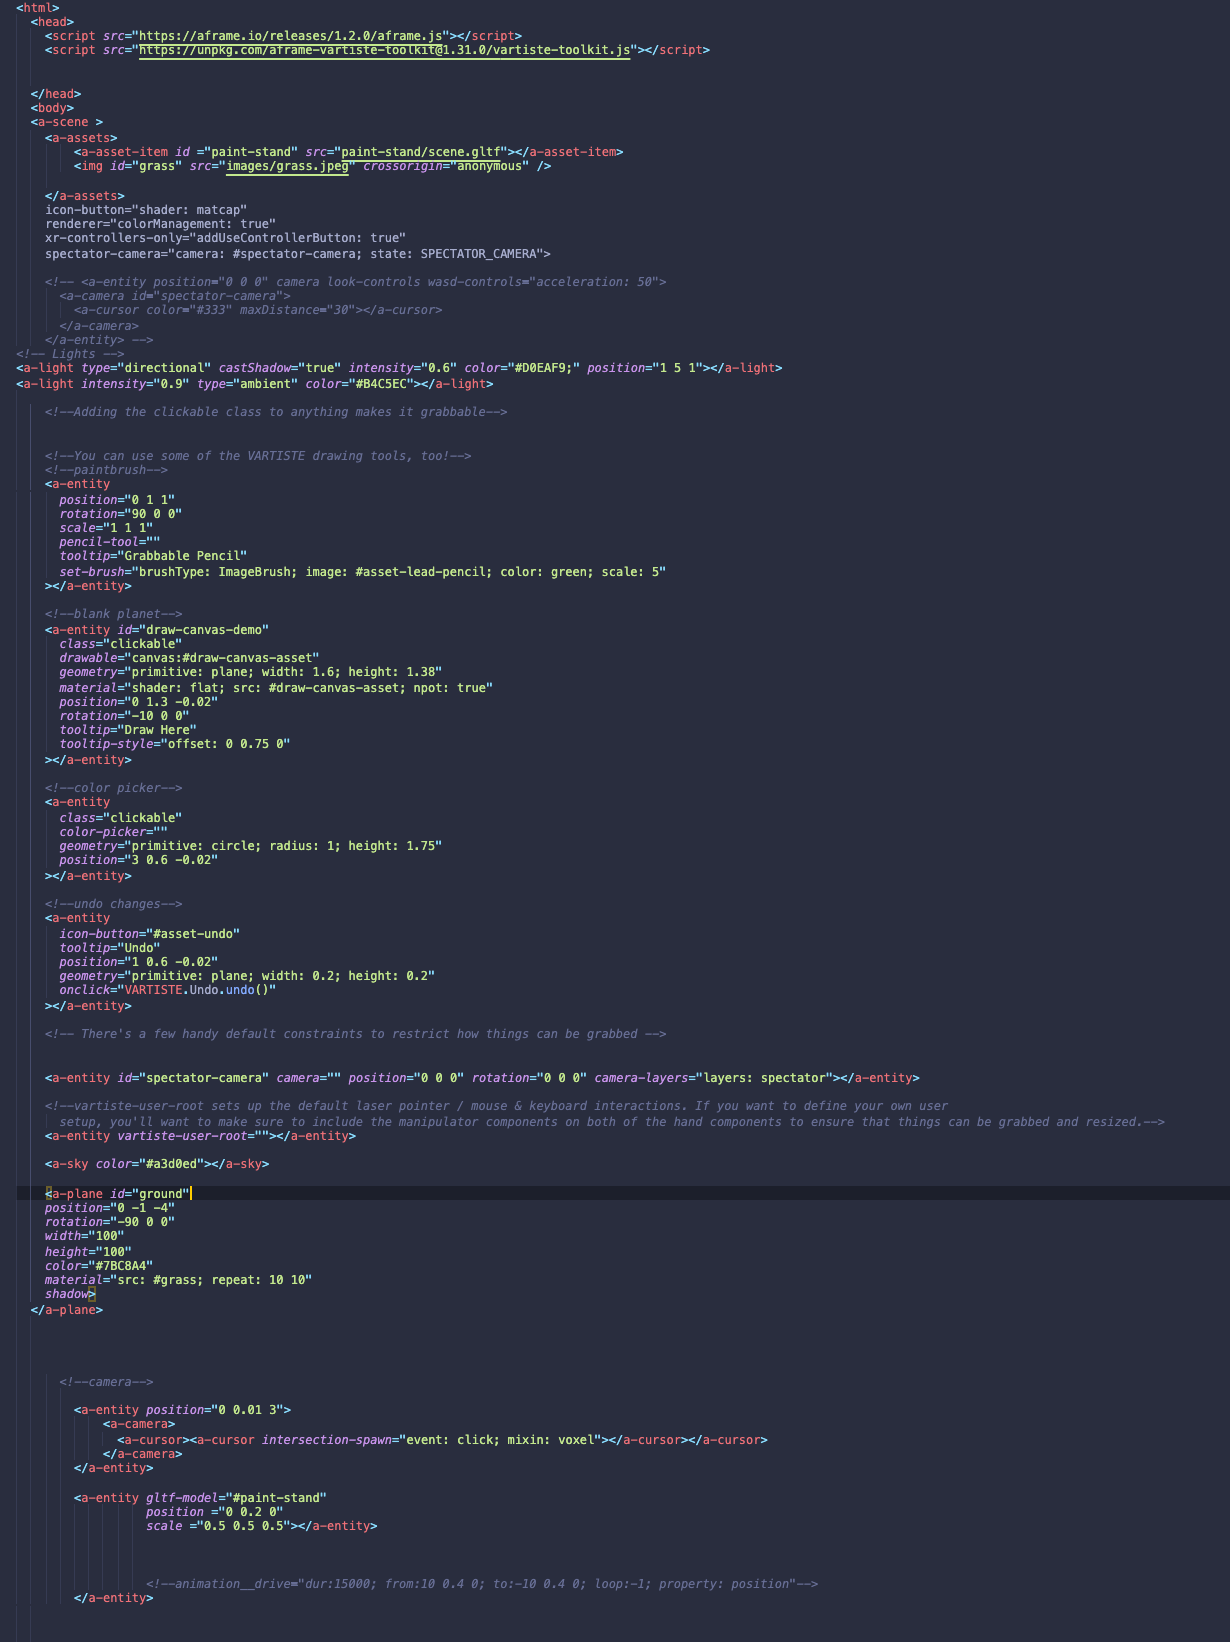 <html>
<head>
<script src="https://aframe.io/releases/1.2.0/aframe.js"></script>
<script src="https://unpkg.com/aframe-vartiste-toolkit@1.31.0/vartiste-toolkit.js"></script>
</head>
<body>
<a-scene >
<a-assets>
<a-asset-item id ="paint-stand" src="paint-stand/scene.gltf"></a-asset-item>
<img id="grass" src="images/grass.jpeg" crossorigin="anonymous" />
</a-assets>
icon-button="shader: matcap"
renderer="colorManagement: true"
xr-controllers-only="addUseControllerButton: true"
spectator-camera="camera: #spectator-camera; state: SPECTATOR_CAMERA">
<!-- <a-entity position="0 0 0" camera look-controls wasd-controls="acceleration: 50">
<a-camera id="spectator-camera">
<a-cursor color="#333" maxDistance="30"></a-cursor>
</a-camera>
</a-entity> -->
<!-- Lights -->
<a-light type="directional" castShadow="true" intensity="0.6" color="#D0EAF9;" position="1 5 1"></a-light>
<a-light intensity="0.9" type="ambient" color="#B4C5EC"></a-light>
<!--Adding the clickable class to anything makes it grabbable-->
<!--You can use some of the VARTISTE drawing tools, too!-->
<!--paintbrush-->
<a-entity
position="0 1 1"
rotation="90 0 0"
scale="1 1 1"
pencil-tool=""
tooltip="Grabbable Pencil"
set-brush="brushType: ImageBrush; image: #asset-lead-pencil; color: green; scale: 5"
></a-entity>
<!--blank planet-->
<a-entity id="draw-canvas-demo"
class="clickable"
drawable="canvas:#draw-canvas-asset"
geometry="primitive: plane; width: 1.6; height: 1.38"
material="shader: flat; src: #draw-canvas-asset; npot: true"
position="0 1.3 -0.02"
rotation="-10 0 0"
tooltip="Draw Here"
tooltip-style="offset: 0 0.75 0"
></a-entity>
<!--color picker-->
<a-entity
class="clickable"
color-picker=""
geometry="primitive: circle; radius: 1; height: 1.75"
position="3 0.6 -0.02"
></a-entity>
<!--undo changes-->
<a-entity
icon-button="#asset-undo"
tooltip="Undo"
position="1 0.6 -0.02"
geometry="primitive: plane; width: 0.2; height: 0.2"
onclick="VARTISTE.Undo.undo()"
></a-entity>
<!-- There's a few handy default constraints to restrict how things can be grabbed -->
<a-entity id="spectator-camera" camera="" position="0 0 0" rotation="0 0 0" camera-layers="layers: spectator"></a-entity>
<!--vartiste-user-root sets up the default laser pointer / mouse & keyboard interactions. If you want to define your own user
setup, you'll want to make sure to include the manipulator components on both of the hand components to ensure that things can be grabbed and resized.-->
<a-entity vartiste-user-root=""></a-entity>
<a-sky color="#a3d0ed"></a-sky>
<a-plane id="ground"
position="0 -1 -4"
rotation="-90 0 0"
width="100"
height="100"
color="#7BC8A4"
material="src: #grass; repeat: 10 10"
shadow>
</a-plane>
<!--camera-->
<a-entity position="0 0.01 3">
<a-camera>
<a-cursor><a-cursor intersection-spawn="event: click; mixin: voxel"></a-cursor></a-cursor>
</a-camera>
</a-entity>
<a-entity gltf-model="#paint-stand"
position ="0 0.2 0"
scale ="0.5 0.5 0.5"></a-entity>
<!--animation__drive="dur:15000; from:10 0.4 0; to:-10 0.4 0; loop:-1; property: position"-->
</a-entity>